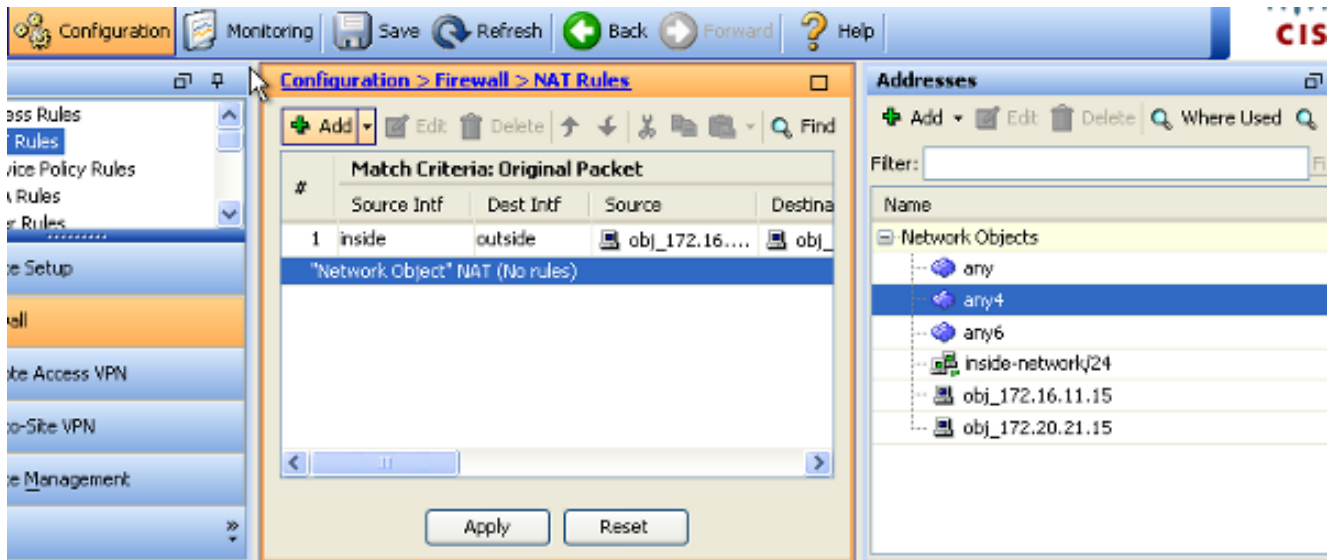 Configuration Monitoring Save Refresh Back Forward Help
CIS
ess Rules
Rules
vice Policy Rules
Rules
Rules
e Setup
all
ote Access VPN
to-Site VPN
e Management
»
Configuration > Firewall > NAT Rules
Add Edit Delete Find
# Match Criteria: Original Packet
Source Intf Dest Intf Source Destina
1 inside outside obj_172.16.... obj_
"Network Object" NAT (No rules)
Apply Reset
Addresses
Add Edit Delete Where Used
Filter: Fi
Name
Network Objects
any
any4
any6
inside-network/24
obj_172.16.11.15
obj_172.20.21.15